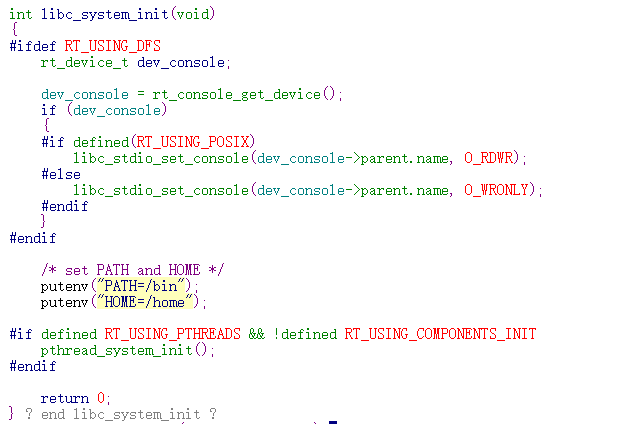 int libc_system_init(void)
{
#ifdef RT_USING_DFS
    rt_device_t dev_console;

    dev_console = rt_console_get_device();
    if (dev_console)
    {
    #if defined(RT_USING_POSIX)
        libc_stdio_set_console(dev_console->parent.name, O_RDWR);
    #else
        libc_stdio_set_console(dev_console->parent.name, O_WRONLY);
    #endif
    }
#endif

    /* set PATH and HOME */
    putenv("PATH=/bin");
    putenv("HOME=/home");

#if defined RT_USING_PTHREADS && !defined RT_USING_COMPONENTS_INIT
    pthread_system_init();
#endif

    return 0;
} ? end libc_system_init ?